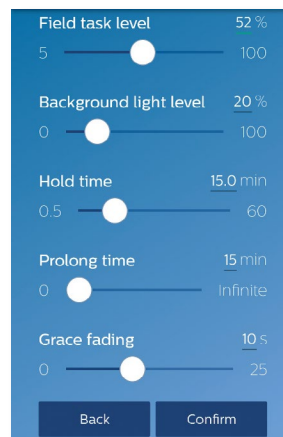 Field task level 52 %
5 100
Background light level 20 %
0 100
Hold time 15.0 min
0.5 60
Prolong time 15 min
0 Infinite
Grace fading 10 s
0 25
Back Confirm